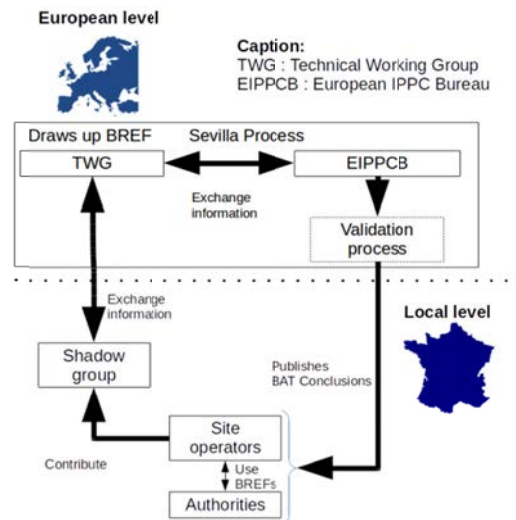 European level
Caption:
TWG : Technical Working Group
EIPPCB : European IPPC Bureau
Draws up BREF
Sevilla Process
TWG
EIPPCB
Exchange
information
Validation
process
Exchange
information
Local level
Shadow
group
Publishes
BAT Conclusions
Site
operators
Contribute
Use
BREFs
Authorities